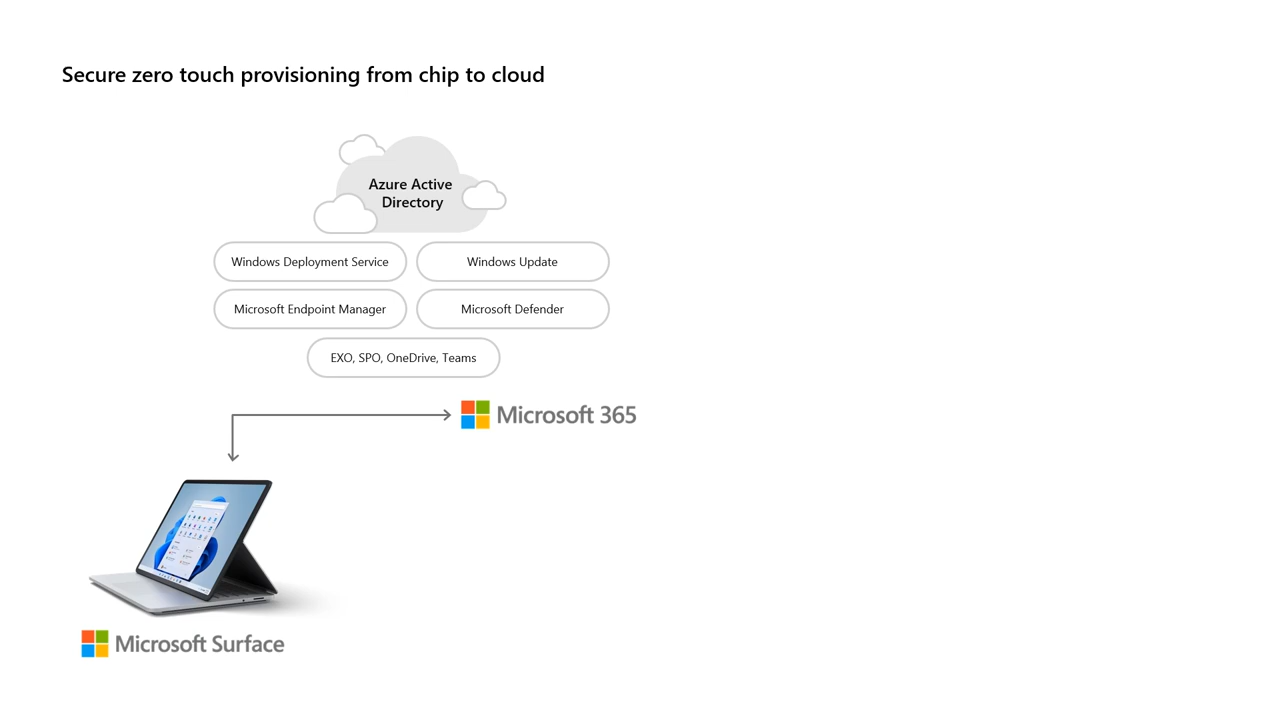 Secure zero touch provisioning from chip to cloud
Azure Active
Directory
Windows Deployment Service
Windows Update
Microsoft Endpoint Manager
Microsoft Defender
EXO, SPO, OneDrive, Teams
Microsoft 365
Microsoft Surface